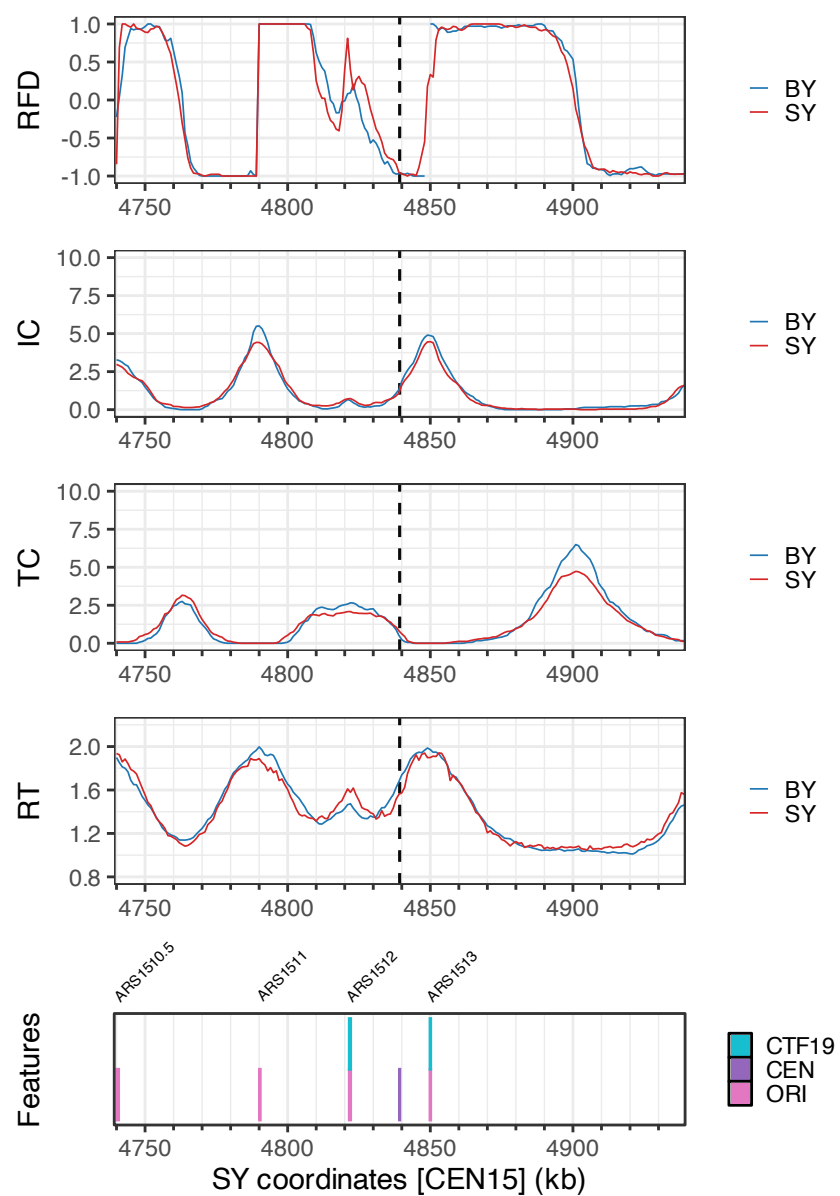 RFD
1.0
0.5
0.0
-0.5
-1.0
4750 4800 4850 4900
BY
SY
IC
10.0
7.5
5.0
2.5
0.0
4750 4800 4850 4900
BY
SY
TC
10.0
7.5
5.0
2.5
0.0
4750 4800 4850 4900
BY
SY
RT
2.0
1.6
1.2
0.8
4750 4800 4850 4900
BY
SY
ARS1510.5 ARS1511 ARS1512 ARS1513
Features
CTF19
CEN
ORI
4750 4800 4850 4900
SY coordinates [CEN15] (kb)